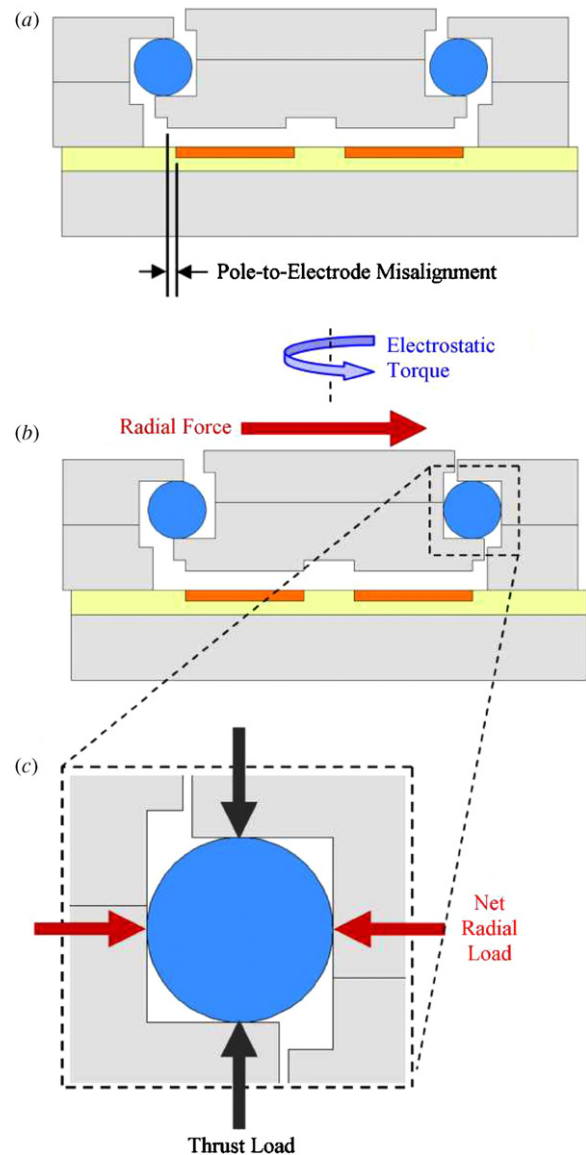 (a)
Pole-to-Electrode Misalignment
Electrostatic
Torque
Radial Force
(b)
(c)
Net
Radial
Load
Thrust Load